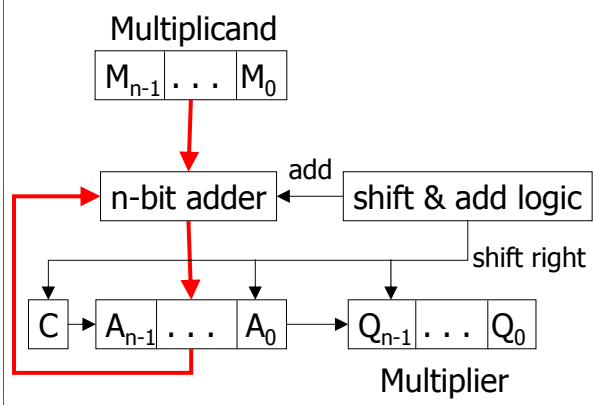 Multiplicand
Mn-1 . . . M0
add
n-bit adder shift & add logic
shift right
C An-1 . . . A0 Qn-1 . . . Q0
Multiplier